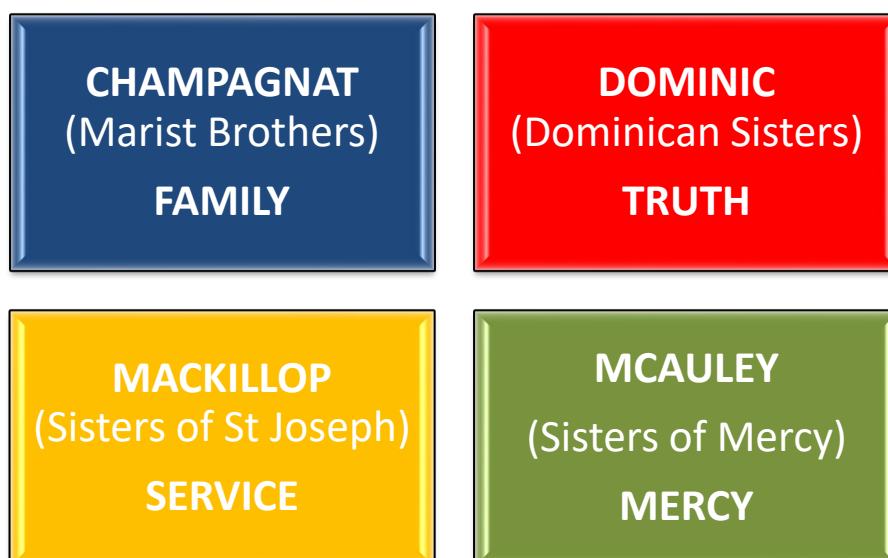 CHAMPAGNAT
(Marist Brothers)
FAMILY
DOMINIC
(Dominican Sisters)
TRUTH
MACKILLOP
(Sisters of St Joseph)
SERVICE
MCAULEY
(Sisters of Mercy)
MERCY